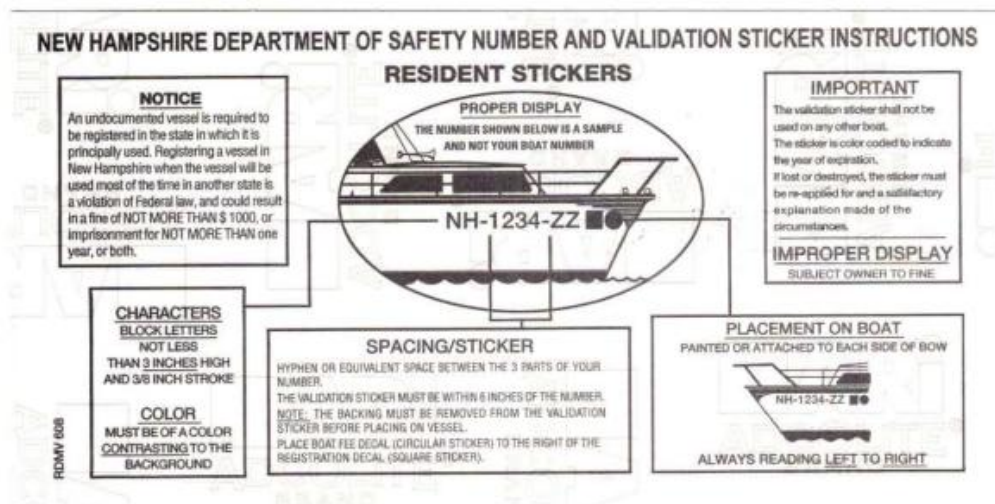 NEW HAMPSHIRE DEPARTMENT OF SAFETY NUMBER AND VALIDATION STICKER INSTRUCTIONS
RESIDENT STICKERS
NOTICE
An undocumented vessel is required to
be registered in the state in which it is
principally used. Registering a vessel in
New Hampshire when the vessel will be
used most of the time in another state is
a violation of Federal law, and could result
in a fine of NOT MORE THAN $ 1000, or
imprisonment for NOT MORE THAN one
year, or both.
PROPER DISPLAY
THE NUMBER SHOWN BELOW IS A SAMPLE
AND NOT YOUR BOAT NUMBER
NH-1234-ZZ
IMPORTANT
The validation sticker shall not be
used on any other boat.
The sticker is color coded to indicate
the year of expiration.
If lost or destroyed, the sticker must
be re-applied for and a satisfactory
explanation made of the
circumstances.
IMPROPER DISPLAY
SUBJECT OWNER TO FINE
CHARACTERS
BLOCK LETTERS
NOT LESS
THAN 3 INCHES HIGH
AND 3/8 INCH STROKE
COLOR
MUST BE OF A COLOR
CONTRASTING TO THE
BACKGROUND
SPACING/STICKER
HYPHEN OR EQUIVALENT SPACE BETWEEN THE 3 PARTS OF YOUR
NUMBER.
THE VALIDATION STICKER MUST BE WITHIN 6 INCHES OF THE NUMBER.
NOTE: THE BACKING MUST BE REMOVED FROM THE VALIDATION
STICKER BEFORE PLACING ON VESSEL.
PLACE BOAT FEE DECAL (CIRCULAR STICKER) TO THE RIGHT OF THE
REGISTRATION DECAL (SQUARE STICKER).
PLACEMENT ON BOAT
PAINTED OR ATTACHED TO EACH SIDE OF BOW
NH-1234-ZZ
ALWAYS READING LEFT TO RIGHT
RDMV 608